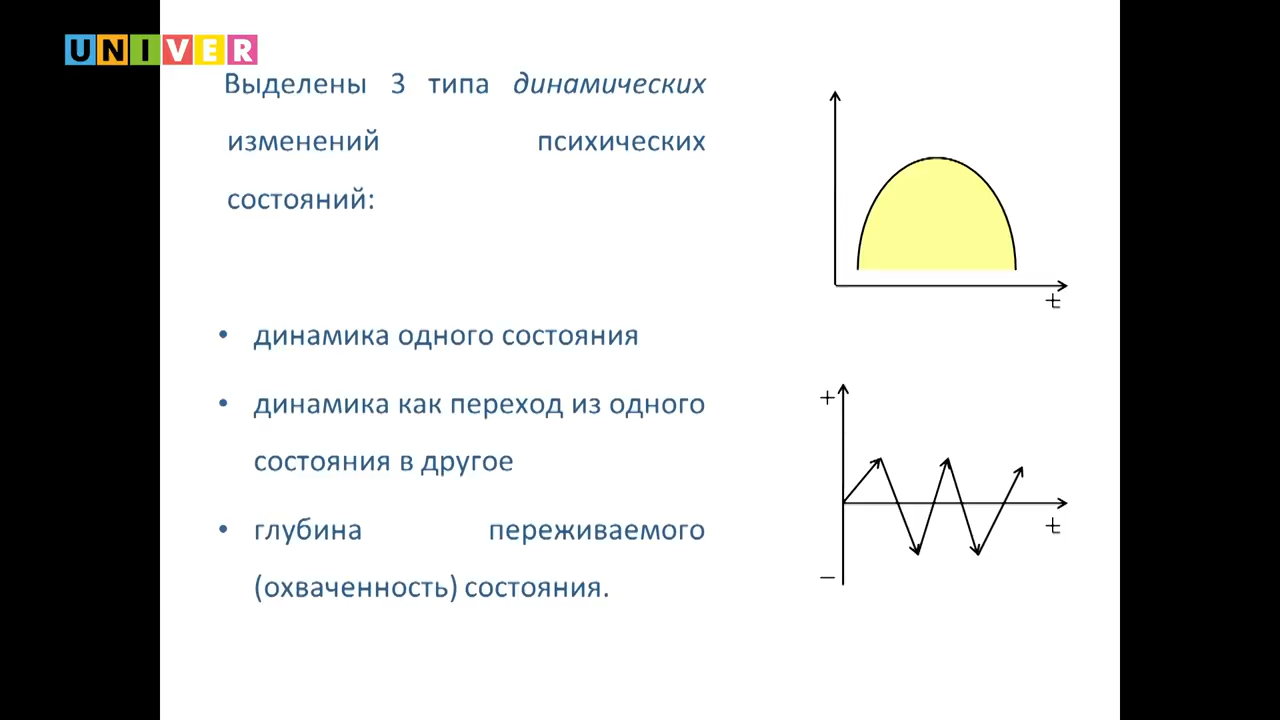 UNIVER
Выделены 3 типа динамических
изменений психических
состояний:
• динамика одного состояния
• динамика как переход из одного
состояния в другое
• глубина переживаемого
(охваченность) состояния.
t
+
t
–